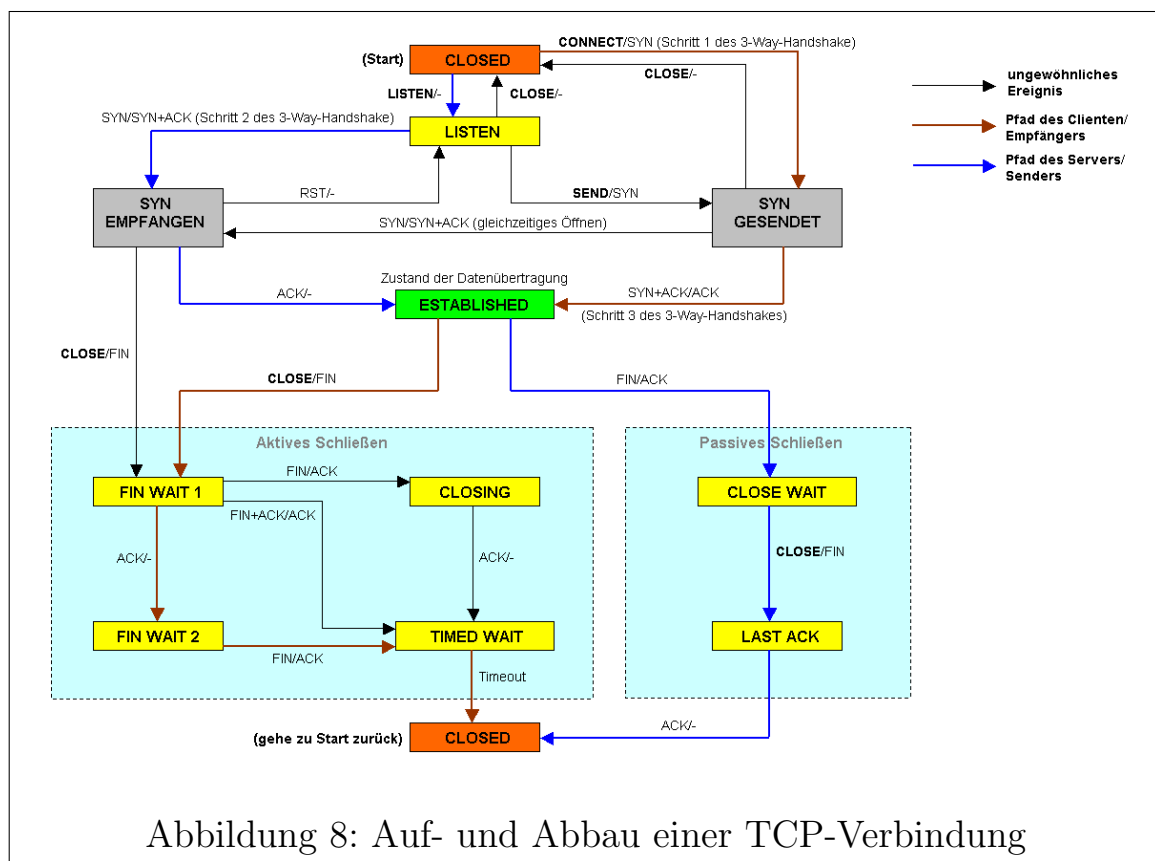 CONNECT/SYN (Schritt 1 des 3-Way-Handshake)
(Start)
CLOSED
CLOSE/-
LISTEN/-
CLOSE/-
ungewöhnliches
Ereignis
Pfad des Clienten/
Empfängers
Pfad des Servers/
Senders
SYN/SYN+ACK (Schritt 2 des 3-Way-Handshake)
LISTEN
RST/-
SEND/SYN
SYN
EMPFANGEN
SYN
GESENDET
SYN/SYN+ACK (gleichzeitiges Öffnen)
Zustand der Datenübertragung
ACK/-
ESTABLISHED
SYN+ACK/ACK
(Schritt 3 des 3-Way-Handshakes)
CLOSE/FIN
CLOSE/FIN
FIN/ACK
Aktives Schließen
Passives Schließen
FIN WAIT 1
FIN/ACK
CLOSING
CLOSE WAIT
FIN+ACK/ACK
ACK/-
ACK/-
CLOSE/FIN
FIN WAIT 2
FIN/ACK
TIMED WAIT
LAST ACK
Timeout
(gehe zu Start zurück)
CLOSED
ACK/-
Abbildung 8: Auf- und Abbau einer TCP-Verbindung